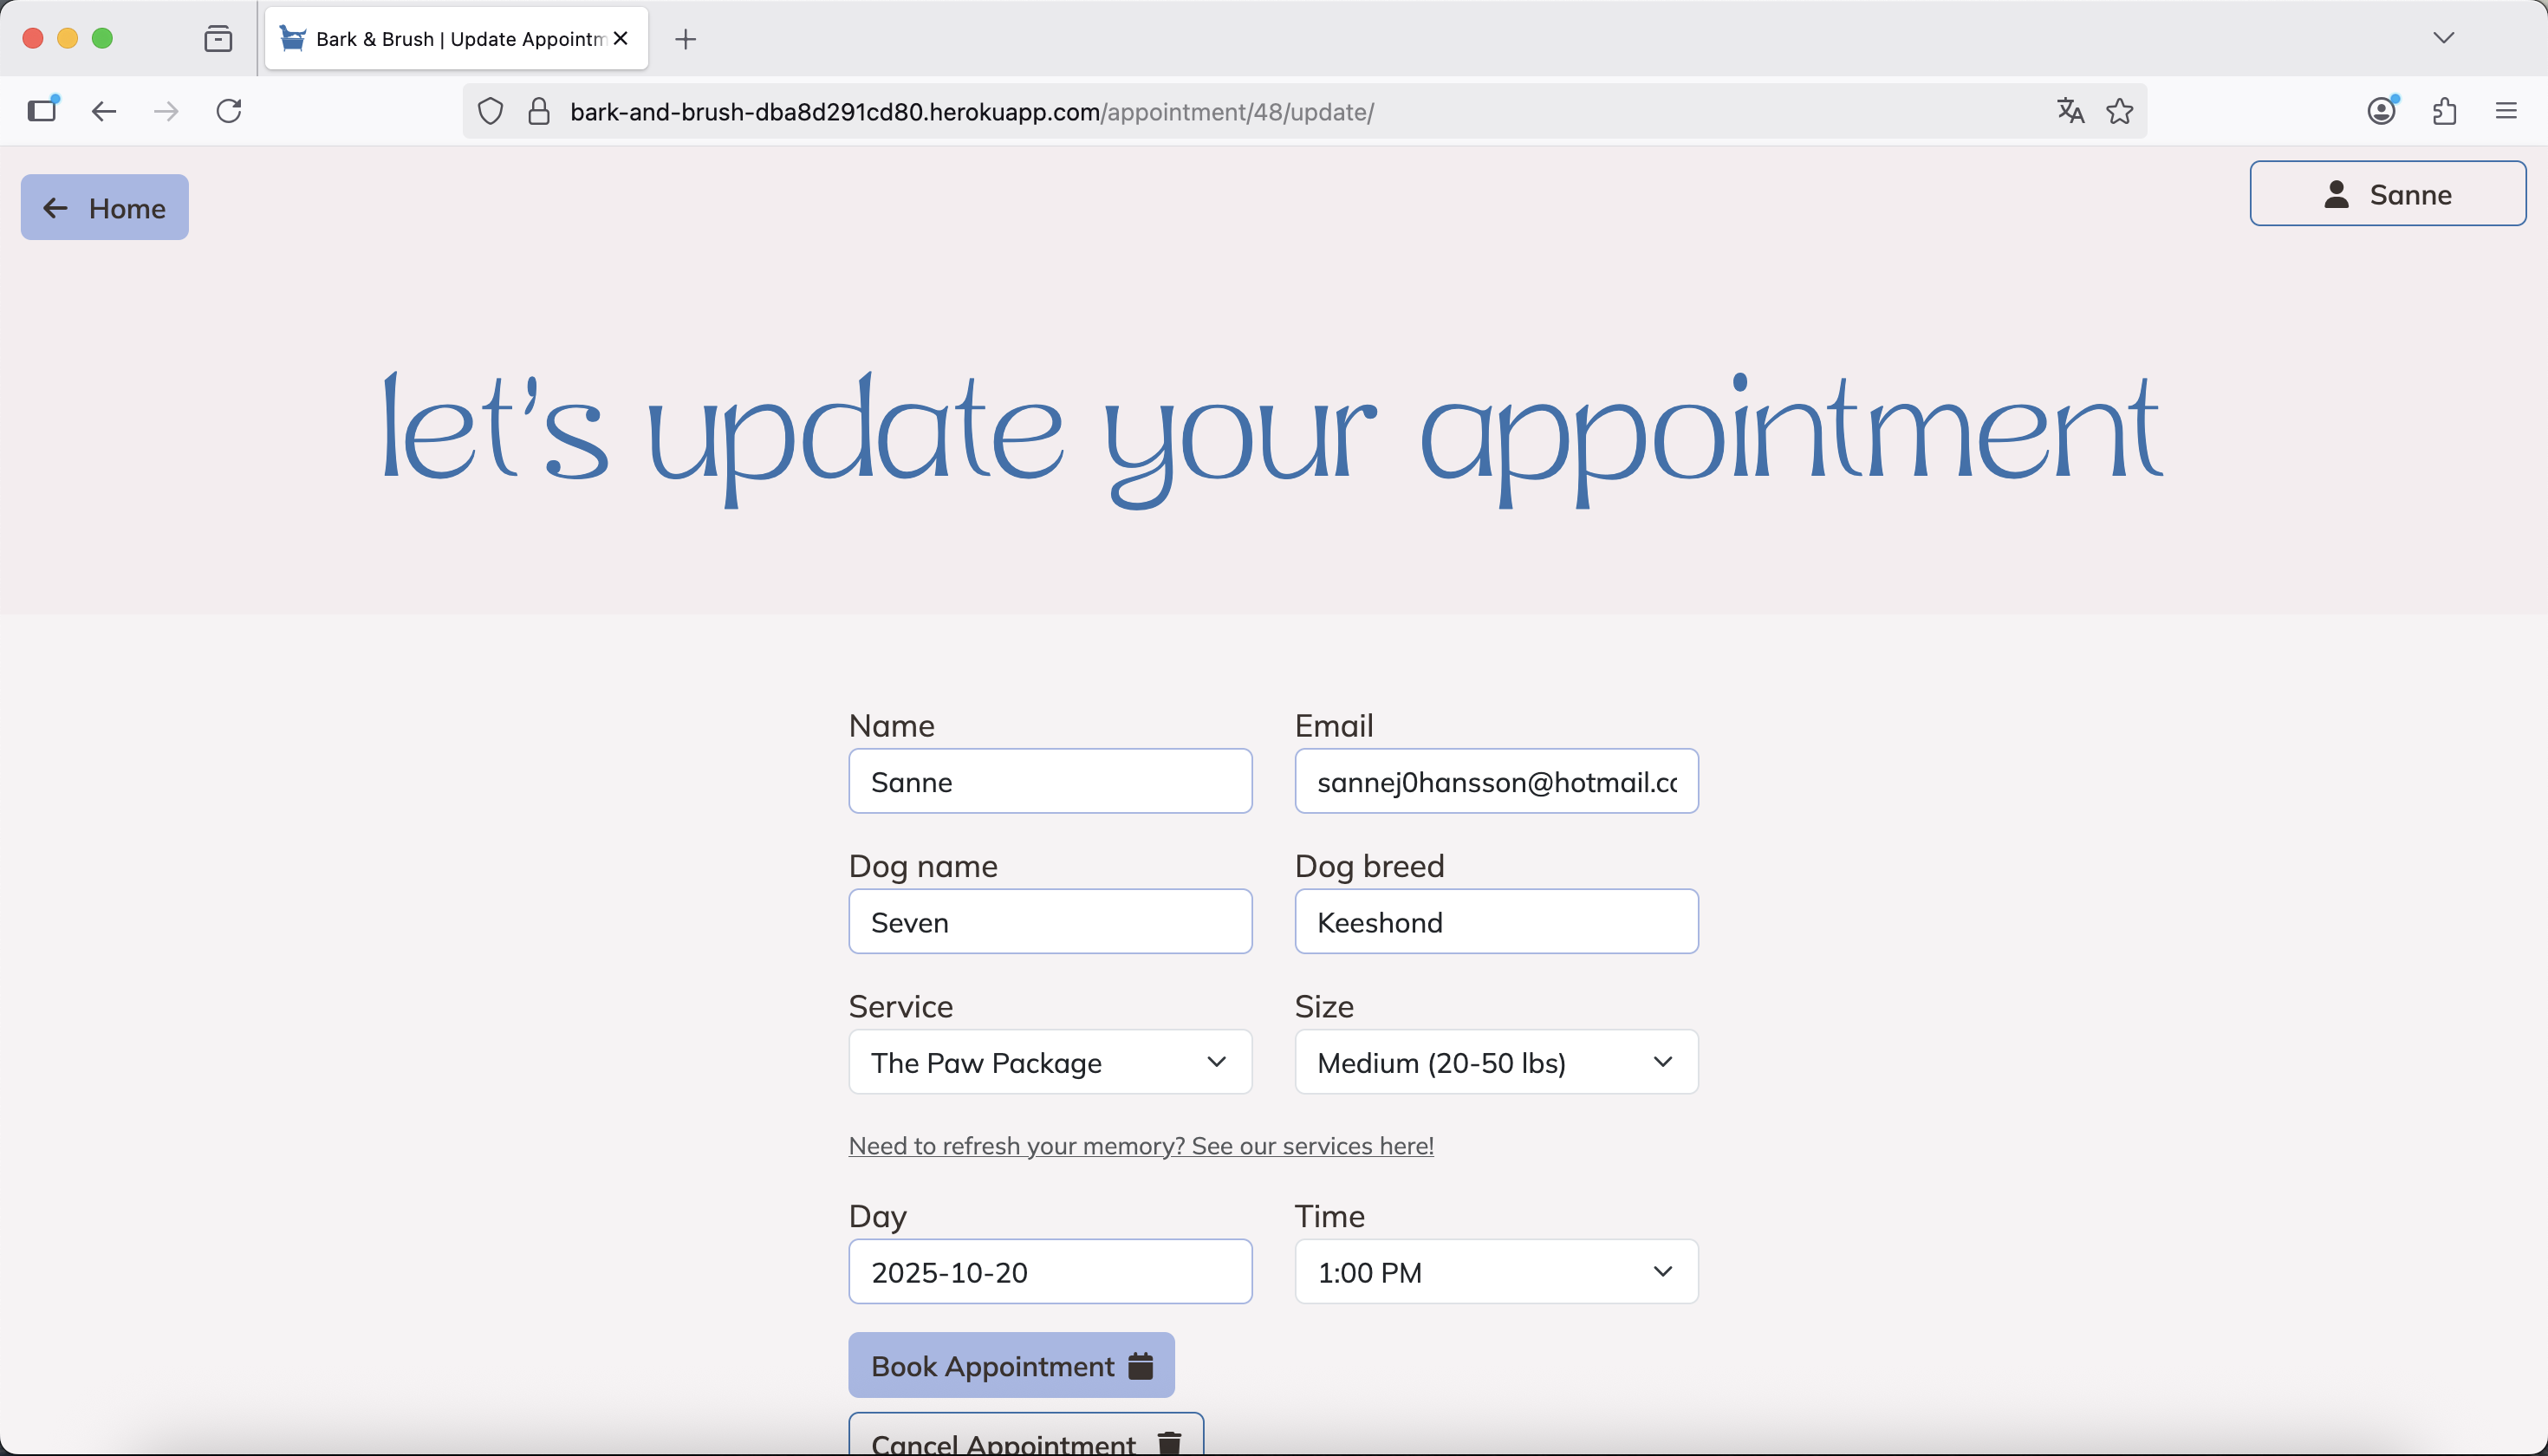 Bark & Brush | Update Appointm
bark-and-brush-dba8d291cd80.herokuapp.com/appointment/48/update/
Home
Sanne
let's update your appointment
Name
Email
Sanne
sannej0hansson@hotmail.co
Dog name
Dog breed
Seven
Keeshond
Service
Size
The Paw Package
Medium (20-50 lbs)
Need to refresh your memory? See our services here!
Day
Time
2025-10-20
1:00 PM
Book Appointment
Cancel Appointment